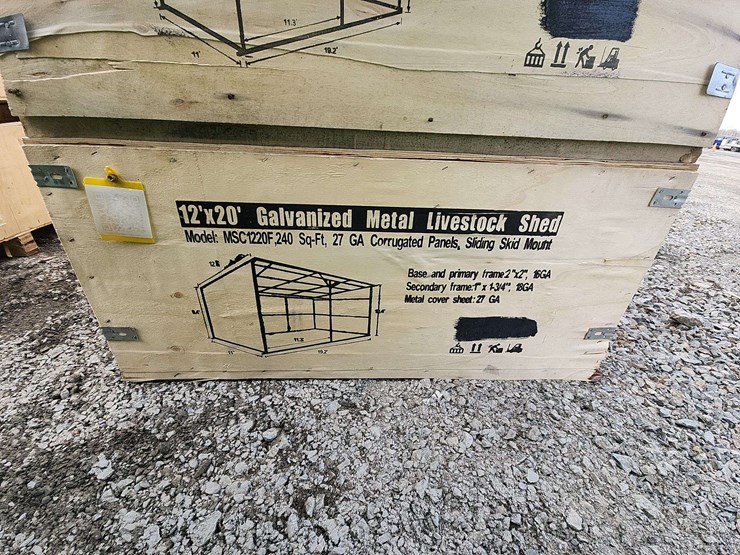 11.3'
11'
19.2'
12'x20' Galvanized Metal Livestock Shed
Model: MSC1220F,240 Sq-Ft, 27 GA Corrugated Panels, Sliding Skid Mount
Base and primary frame:2"x2", 16GA
Secondary frame:1" x 1-3/4", 18GA
Metal cover sheet:27 GA
11.3'
11'
19.2'